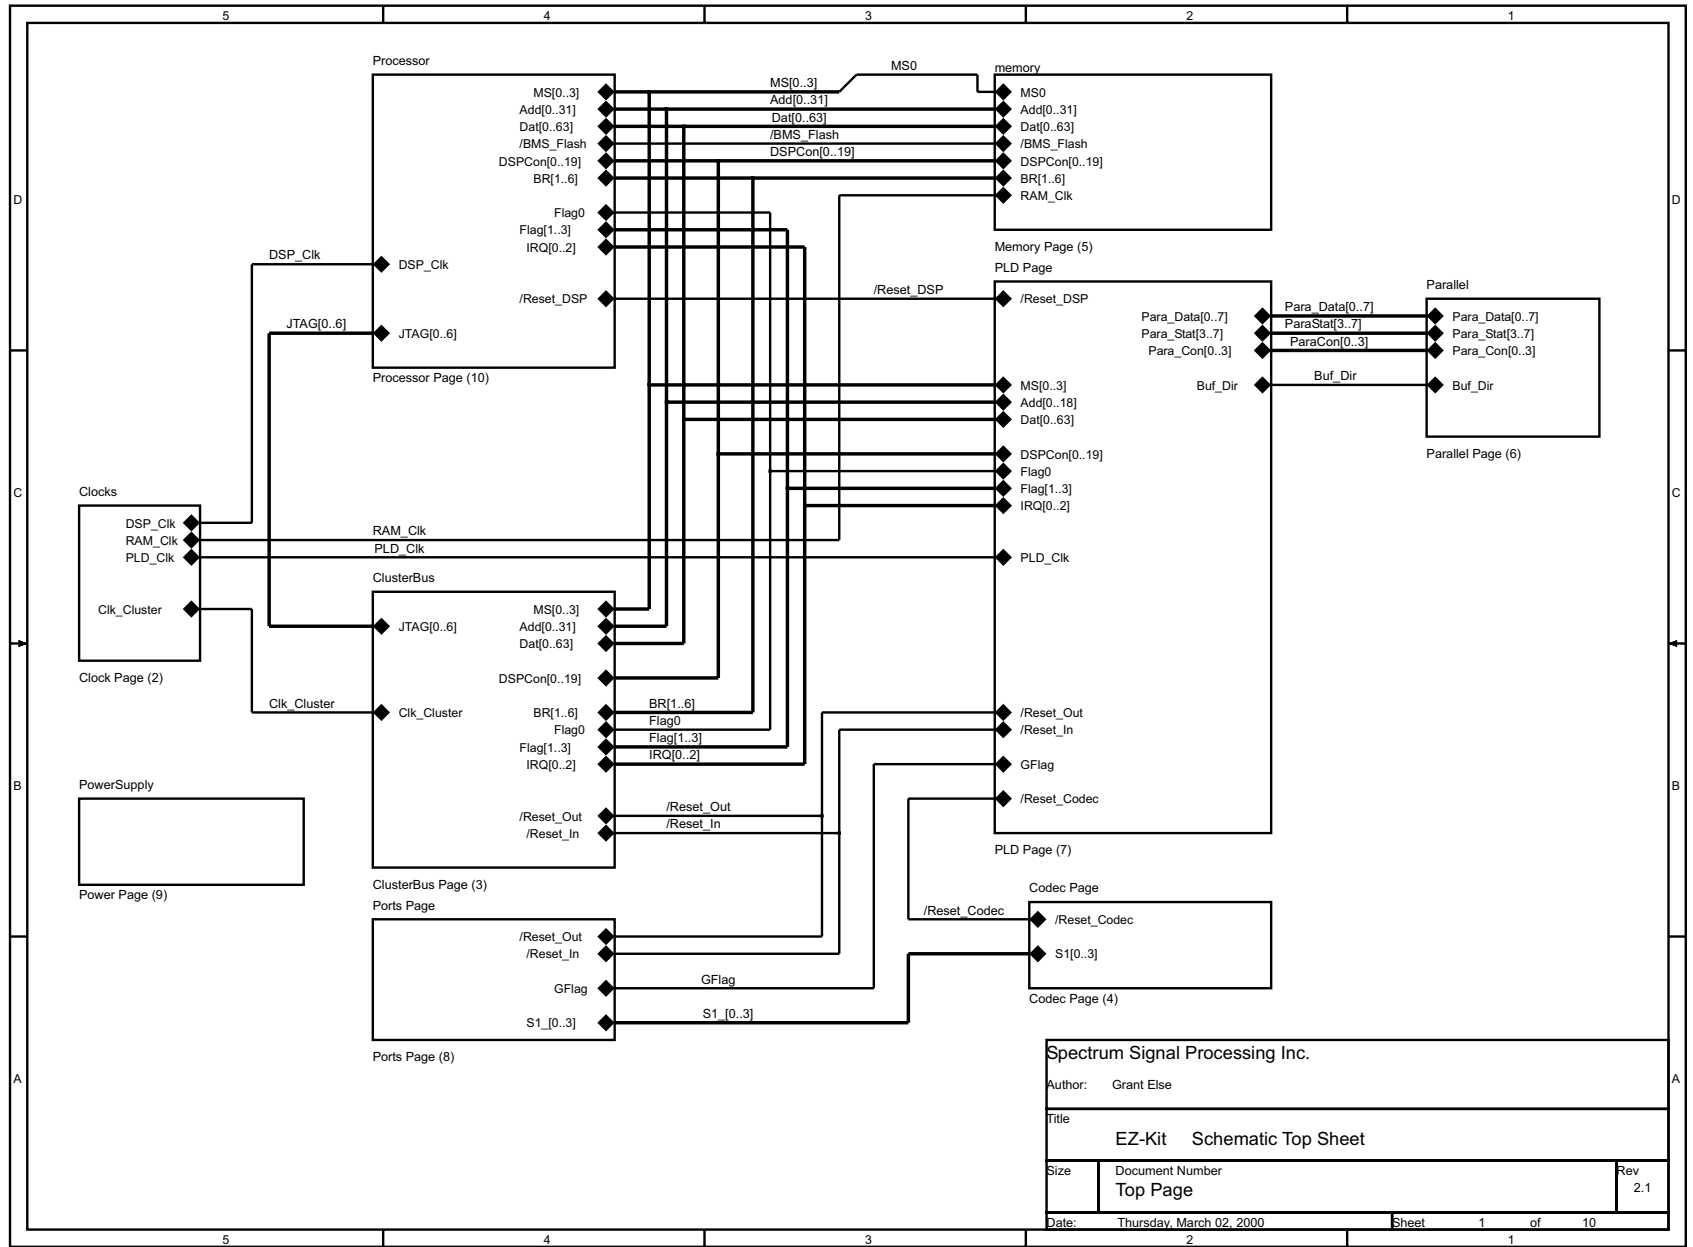 5 4 3 2 1
D
C
B
A
D
C
B
A
Processor
MS[0..3]
Add[0..31]
Dat[0..63]
/BMS_Flash
DSPCon[0..19]
BR[1..6]
Flag0
Flag[1..3]
IRQ[0..2]
DSP_Clk
/Reset_DSP
JTAG[0..6]
Processor Page (10)
DSP_Clk
JTAG[0..6]
MS[0..3]
MS0
Add[0..31]
Dat[0..63]
/BMS_Flash
DSPCon[0..19]
/Reset_DSP
memory
MS0
Add[0..31]
Dat[0..63]
/BMS_Flash
DSPCon[0..19]
BR[1..6]
RAM_Clk
Memory Page (5)
PLD Page
/Reset_DSP
Para_Data[0..7]
Para_Stat[3..7]
Para_Con[0..3]
MS[0..3]
Buf_Dir
Add[0..18]
Dat[0..63]
DSPCon[0..19]
Flag0
Flag[1..3]
IRQ[0..2]
PLD_Clk
/Reset_Out
/Reset_In
GFlag
/Reset_Codec
PLD Page (7)
Para_Data[0..7]
ParaStat[3..7]
ParaCon[0..3]
Buf_Dir
Parallel
Para_Data[0..7]
Para_Stat[3..7]
Para_Con[0..3]
Buf_Dir
Parallel Page (6)
Clocks
DSP_Clk
RAM_Clk
PLD_Clk
Clk_Cluster
Clock Page (2)
RAM_Clk
PLD_Clk
Clk_Cluster
ClusterBus
MS[0..3]
JTAG[0..6]
Add[0..31]
Dat[0..63]
DSPCon[0..19]
Clk_Cluster
BR[1..6]
Flag0
Flag[1..3]
IRQ[0..2]
/Reset_Out
/Reset_In
ClusterBus Page (3)
BR[1..6]
Flag0
Flag[1..3]
IRQ[0..2]
/Reset_Out
/Reset_In
PowerSupply
Power Page (9)
Ports Page
/Reset_Out
/Reset_In
GFlag
S1_[0..3]
Ports Page (8)
GFlag
S1_[0..3]
/Reset_Codec
Codec Page
/Reset_Codec
S1[0..3]
Codec Page (4)
Spectrum Signal Processing Inc.
Author: Grant Else
Title
EZ-Kit Schematic Top Sheet
Size Document Number Rev
Top Page 2.1
Date: Thursday, March 02, 2000 Sheet 1 of 10
5 4 3 2 1